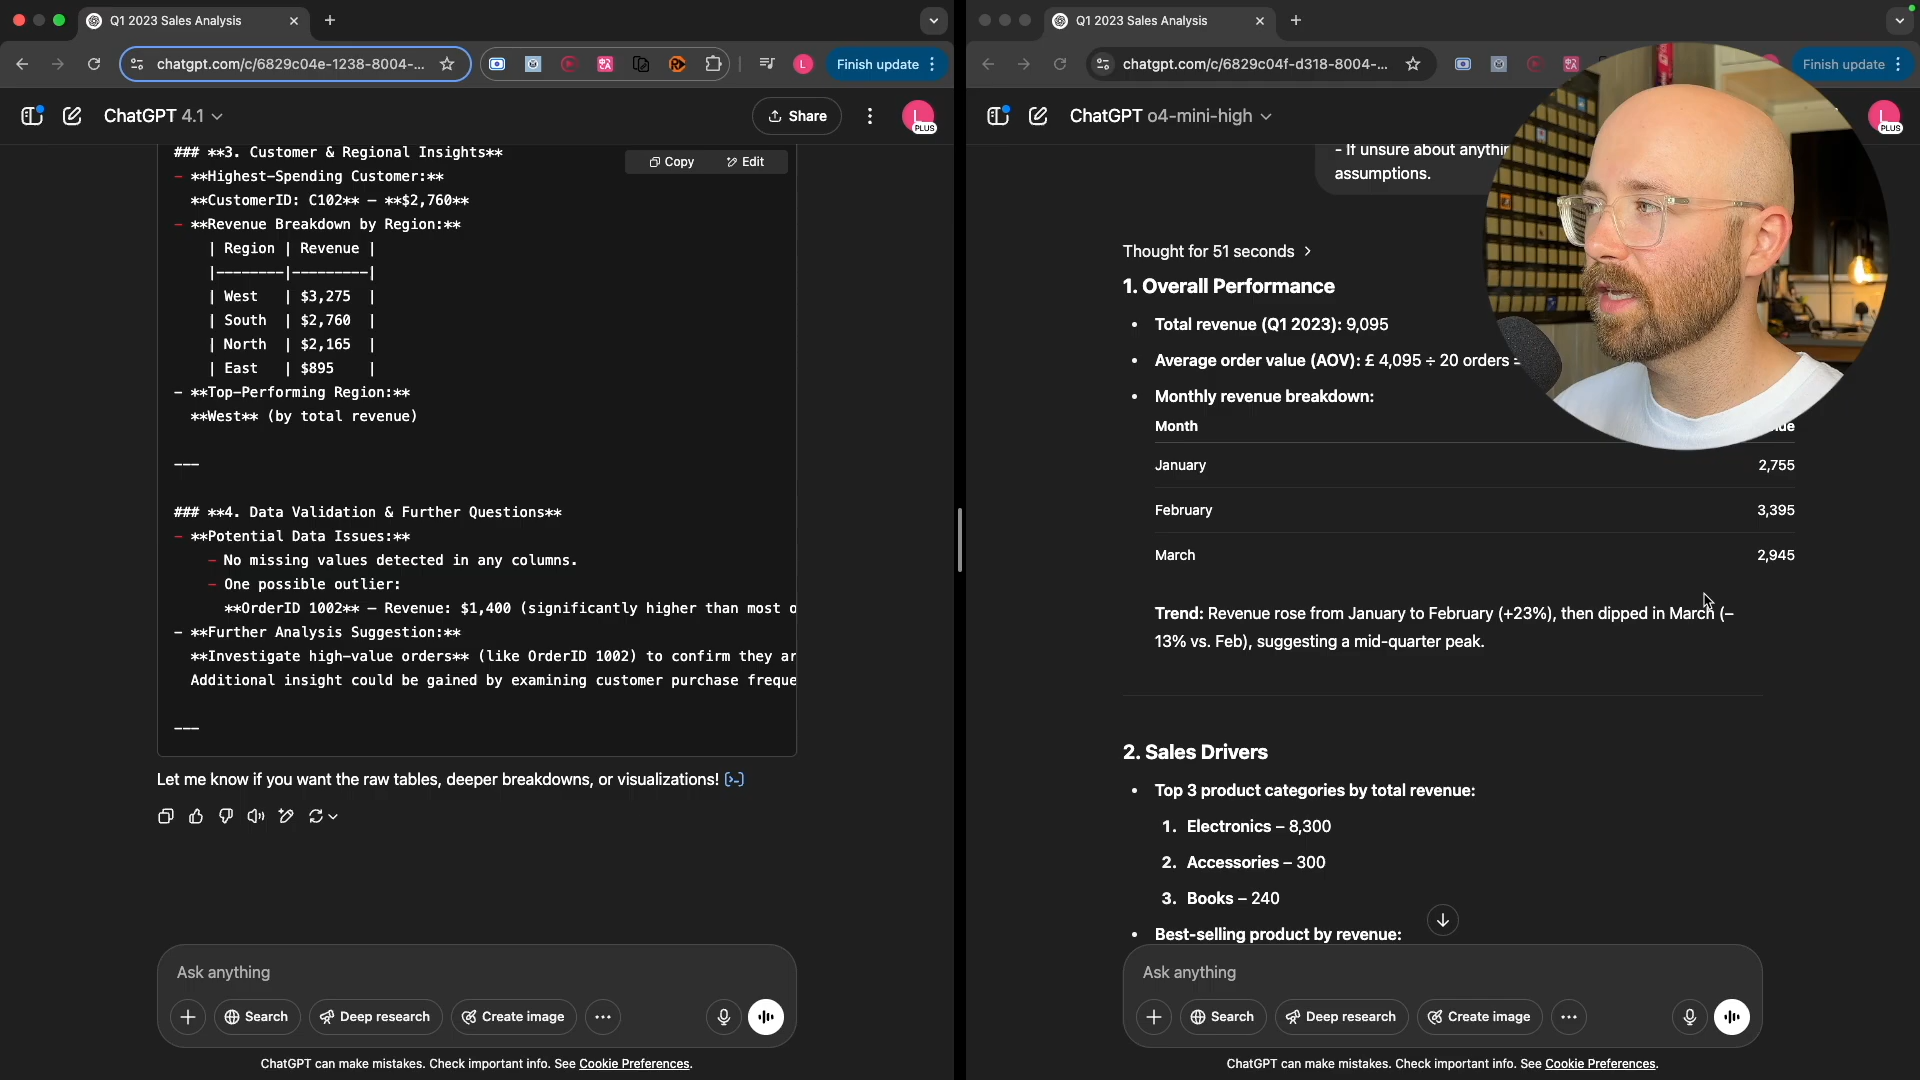 Q1 2023 Sales Analysis
chatgpt.com/c/6829c04e-1238-8004-...
Finish update
ChatGPT 4.1
Share
PLUS
### **3. Customer & Regional Insights**
Copy
Edit
- **Highest-Spending Customer:**
**CustomerID: C102** – **$2,760**
- **Revenue Breakdown by Region:**
| Region | Revenue |
|--------|---------|
| West | $3,275 |
| South | $2,760 |
| North | $2,165 |
| East | $895 |
- **Top-Performing Region:**
**West** (by total revenue)
---
### **4. Data Validation & Further Questions**
- **Potential Data Issues:**
- No missing values detected in any columns.
- One possible outlier:
**OrderID 1002** – Revenue: $1,400 (significantly higher than most o
- **Further Analysis Suggestion:**
**Investigate high-value orders** (like OrderID 1002) to confirm they ar
Additional insight could be gained by examining customer purchase freque
---
Let me know if you want the raw tables, deeper breakdowns, or visualizations!
Ask anything
Search
Deep research
Create image
ChatGPT can make mistakes. Check important info. See Cookie Preferences.
Q1 2023 Sales Analysis
chatgpt.com/c/6829c04f-d318-8004-...
Finish update
ChatGPT o4-mini-high
PLUS
- If unsure about anythin
assumptions.
Thought for 51 seconds
1. Overall Performance
• Total revenue (Q1 2023): 9,095
• Average order value (AOV): £ 4,095 ÷ 20 orders
• Monthly revenue breakdown:
Month
ue
January 2,755
February 3,395
March 2,945
Trend: Revenue rose from January to February (+23%), then dipped in March (–
13% vs. Feb), suggesting a mid-quarter peak.
2. Sales Drivers
• Top 3 product categories by total revenue:
1. Electronics – 8,300
2. Accessories – 300
3. Books – 240
• Best-selling product by revenue:
Ask anything
Search
Deep research
Create image
ChatGPT can make mistakes. Check important info. See Cookie Preferences.